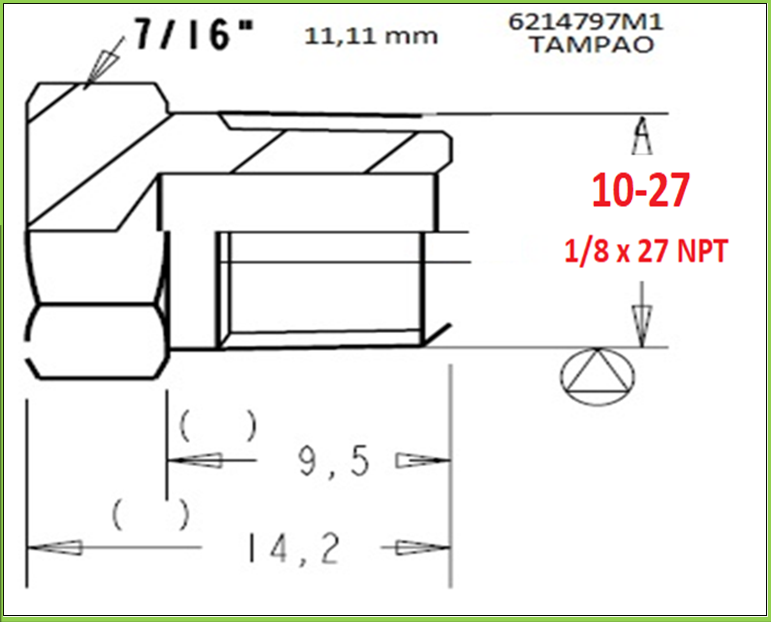 7/16"
11,11 mm
6214797M1
TAMPAO
10-27
1/8 x 27 NPT
( )
9,5
( )
14,2